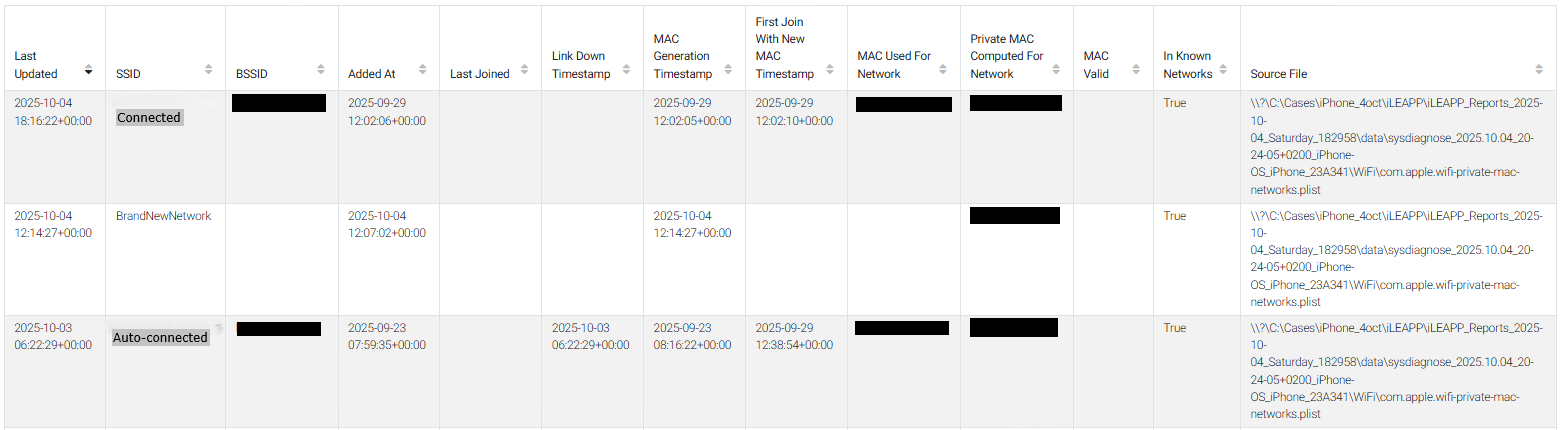 Last Updated
SSID
BSSID
Added At
Last Joined
Link Down Timestamp
MAC Generation Timestamp
First Join With New MAC Timestamp
MAC Used For Network
Private MAC Computed For Network
MAC Valid
In Known Networks
Source File
2025-10-04
18:16:22+00:00
Connected
2025-09-29
12:02:06+00:00
2025-09-29
12:02:05+00:00
2025-09-29
12:02:10+00:00
True
\\?\C:\Cases\iPhone_4oct\iLEAPP\iLEAPP_Reports_2025-
10-
04_Saturday_182958\data\sysdiagnose_2025.10.04_20-
24-05+0200_iPhone-
OS_iPhone_23A341\WiFi\com.apple.wifi-private-mac-
networks.plist
2025-10-04
12:14:27+00:00
BrandNewNetwork
2025-10-04
12:07:02+00:00
2025-10-04
12:14:27+00:00
True
\\?\C:\Cases\iPhone_4oct\iLEAPP\iLEAPP_Reports_2025-
10-
04_Saturday_182958\data\sysdiagnose_2025.10.04_20-
24-05+0200_iPhone-
OS_iPhone_23A341\WiFi\com.apple.wifi-private-mac-
networks.plist
2025-10-03
06:22:29+00:00
Auto-connected
2025-09-23
07:59:35+00:00
2025-10-03
06:22:29+00:00
2025-09-23
08:16:22+00:00
2025-09-29
12:38:54+00:00
True
\\?\C:\Cases\iPhone_4oct\iLEAPP\iLEAPP_Reports_2025-
10-
04_Saturday_182958\data\sysdiagnose_2025.10.04_20-
24-05+0200_iPhone-
OS_iPhone_23A341\WiFi\com.apple.wifi-private-mac-
networks.plist